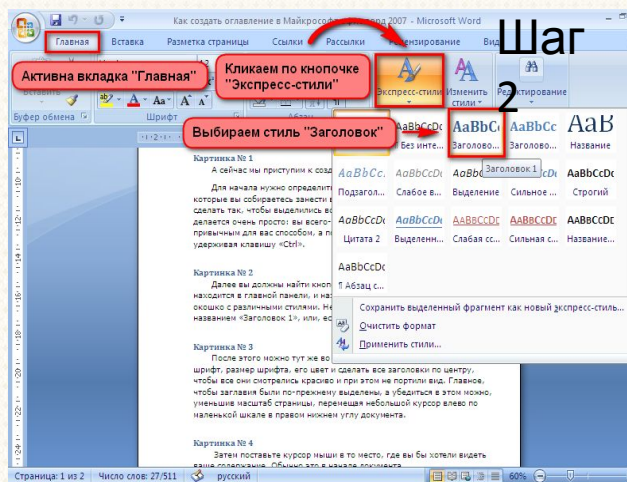 Как создать оглавление в Майкрософт
2007 - Microsoft Word
Шаг
2
Главная Вставка Разметка страницы Ссылки Рассылки Рецензирование
Активна вкладка "Главная"
Кликаем по кнопочке
"Экспресс-стили"
Экспресс-стили Изменить стили Редактирование
Буфер обмена Шрифт
Выбираем стиль "Заголовок"
¶ Без инте... Заголово... Заголово... Название
Заголовок 1
Подзагол... Слабое в... Выделение Сильное ... Строгий
Цитата 2 Выделенн... Слабая сс... Сильная с... Название...
AaBbCcDc
¶ Абзац с...
Сохранить выделенный фрагмент как новый экспресс-стиль...
Очистить формат
Применить стили...
Картинка № 1
А сейчас мы приступим к созд
Для начала нужно определит
которые вы собираетесь занести в
сделать так, чтобы выделились вс
делается очень просто: вы всего-
привычным для вас способом, а п
удерживая клавишу «Ctrl».
Картинка № 2
Далее вы должны найти кноп
находится в главной панели, и наз
окошко с различными стилями. Не
названием «Заголовок 1», или, ес
Картинка № 3
После этого можно тут же во
шрифт, размер шрифта, его цвет и сделать все заголовки по центру,
чтобы все они смотрелись красиво и при этом не портили вид. Главное,
чтобы заглавия были по-прежнему выделены, а убедиться в этом можно,
уменьшив масштаб страницы, перемещая небольшой курсор влево по
маленькой шкале в правом нижнем углу документа.
Картинка № 4
Затем поставьте курсор мыши в то место, где вы бы хотели видеть
ваше содержание. Обычно это в начале документа.
Страница: 1 из 2 Число слов: 27/511 русский 60%